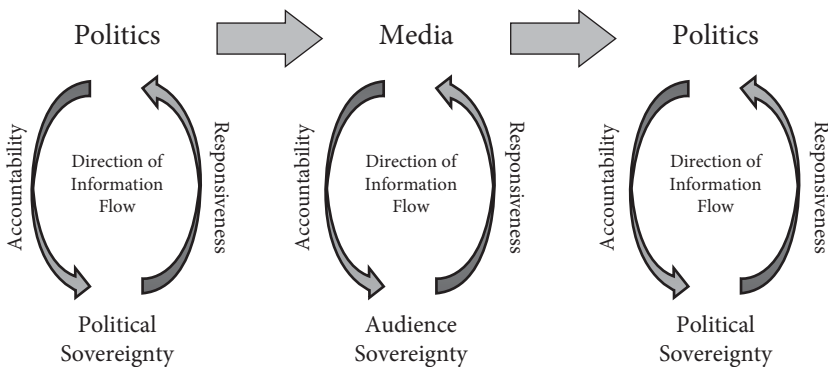 Politics
Media
Politics
Accountability
Direction of
Information
Flow
Responsiveness
Accountability
Direction of
Information
Flow
Responsiveness
Accountability
Direction of
Information
Flow
Responsiveness
Political
Sovereignty
Audience
Sovereignty
Political
Sovereignty